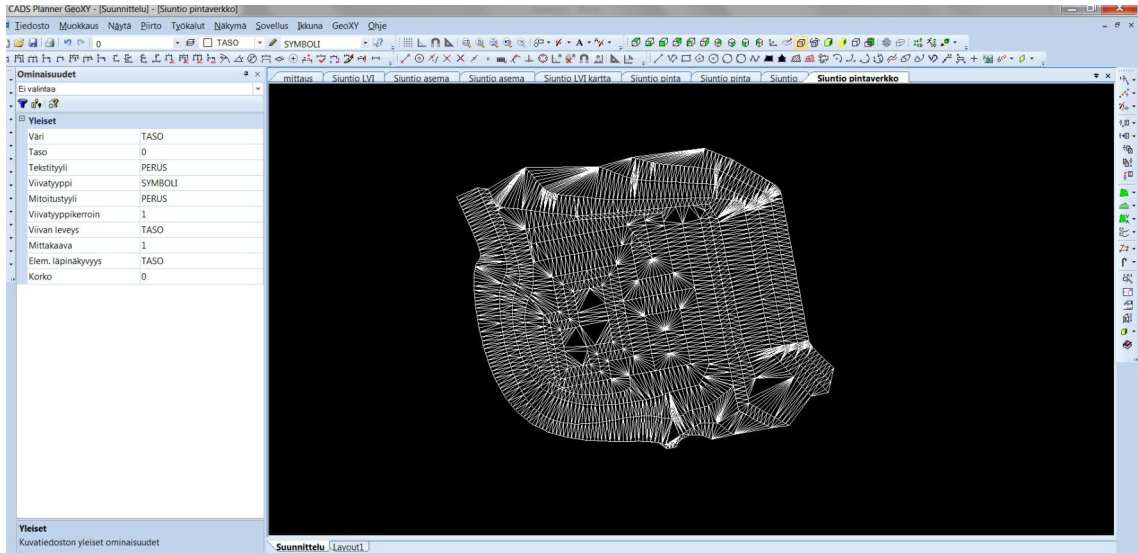 CADS Planner GeoXY - [Suunnittelu] - [Siuntio pintaverkko]
Tiedosto Muokkaus Näytä Piirto Työkalut Näkymä Sovellus Ikkuna GeoXY Ohje
0 TASO SYMBOLI
Ominaisuudet
mittaus Siuntio LVI Siuntio asema Siuntio asema Siuntio LVI kartta Siuntio pinta Siuntio pinta Siuntio Siuntio pintaverkko
Ei valintaa
Yleiset
Väri TASO
Taso 0
Tekstityyli PERUS
Viivatyyppi SYMBOLI
Mitoitustyyli PERUS
Viivatyyppikerroin 1
Viivan leveys TASO
Mittakaava 1
Elem. läpinäkyvyys TASO
Korko 0
Yleiset
Kuvatiedoston yleiset ominaisuudet
Suunnittelu Layout1